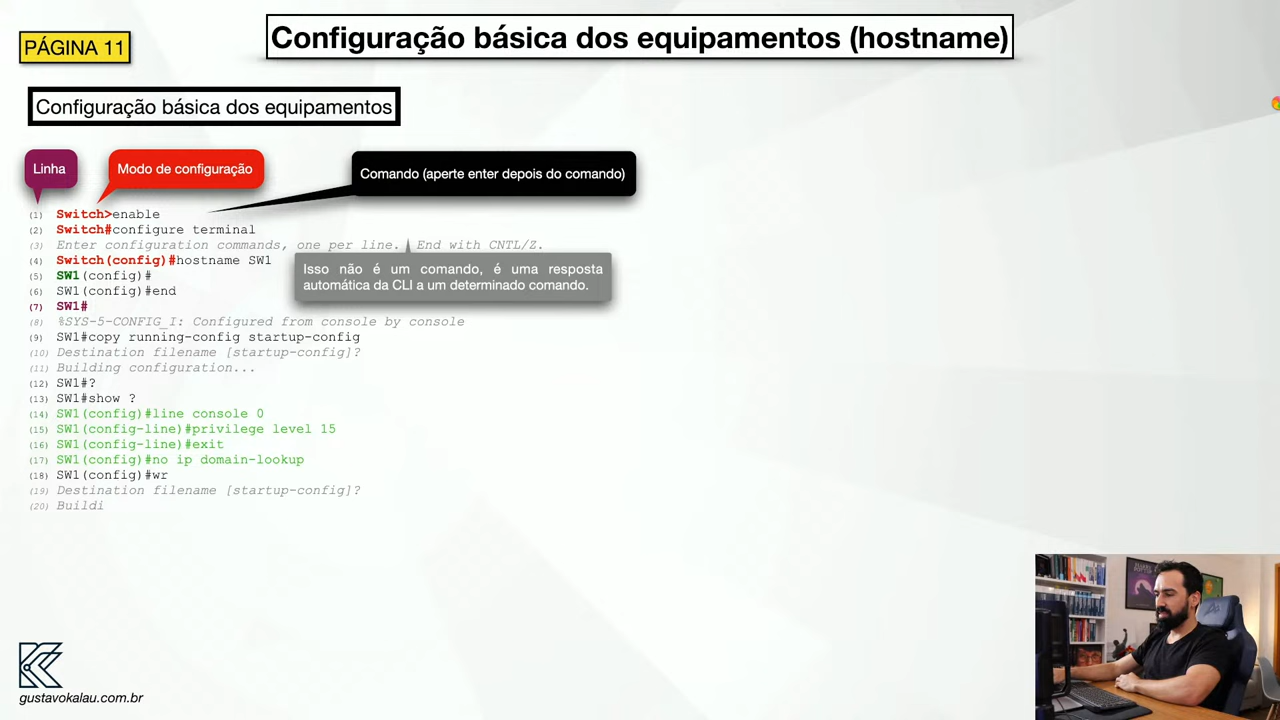 PÁGINA 11
Configuração básica dos equipamentos (hostname)
Configuração básica dos equipamentos
Linha
Modo de configuração
Comando (aperte enter depois do comando)
(1) Switch>enable
(2) Switch#configure terminal
(3) Enter configuration commands, one per line. End with CNTL/Z.
(4) Switch(config)#hostname SW1
(5) SW1(config)#
(6) SW1(config)#end
(7) SW1#
Isso não é um comando, é uma resposta
automática da CLI a um determinado comando.
(8) %SYS-5-CONFIG_I: Configured from console by console
(9) SW1#copy running-config startup-config
(10) Destination filename [startup-config]?
(11) Building configuration...
(12) SW1#?
(13) SW1#show ?
(14) SW1(config)#line console 0
(15) SW1(config-line)#privilege level 15
(16) SW1(config-line)#exit
(17) SW1(config)#no ip domain-lookup
(18) SW1(config)#wr
(19) Destination filename [startup-config]?
(20) Buildi
gustavokalau.com.br